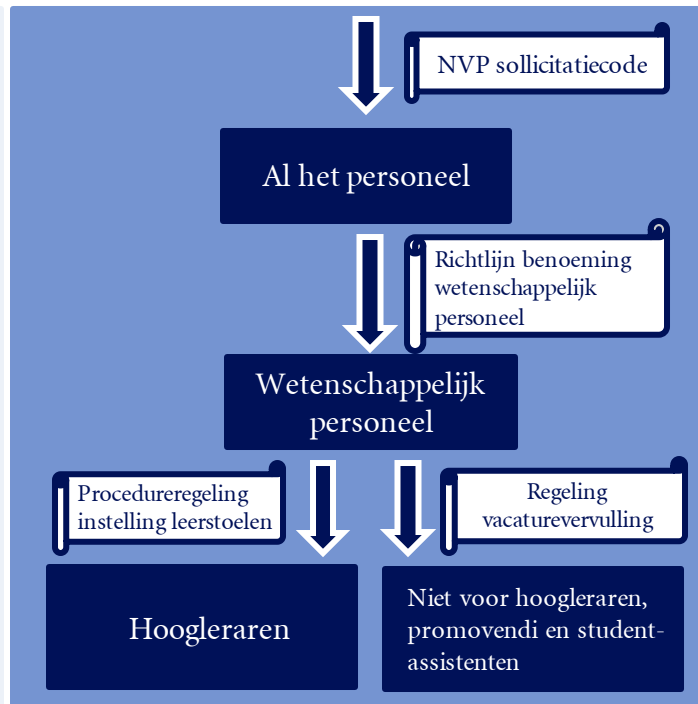 NVP sollicitatiecode
Al het personeel
Richtlijn benoeming
wetenschappelijk
personeel
Wetenschappelijk
personeel
Procedureregeling
instelling leerstoelen
Regeling
vacaturevervulling
Hoogleraren
Niet voor hoogleraren,
promovendi en student-
assistenten